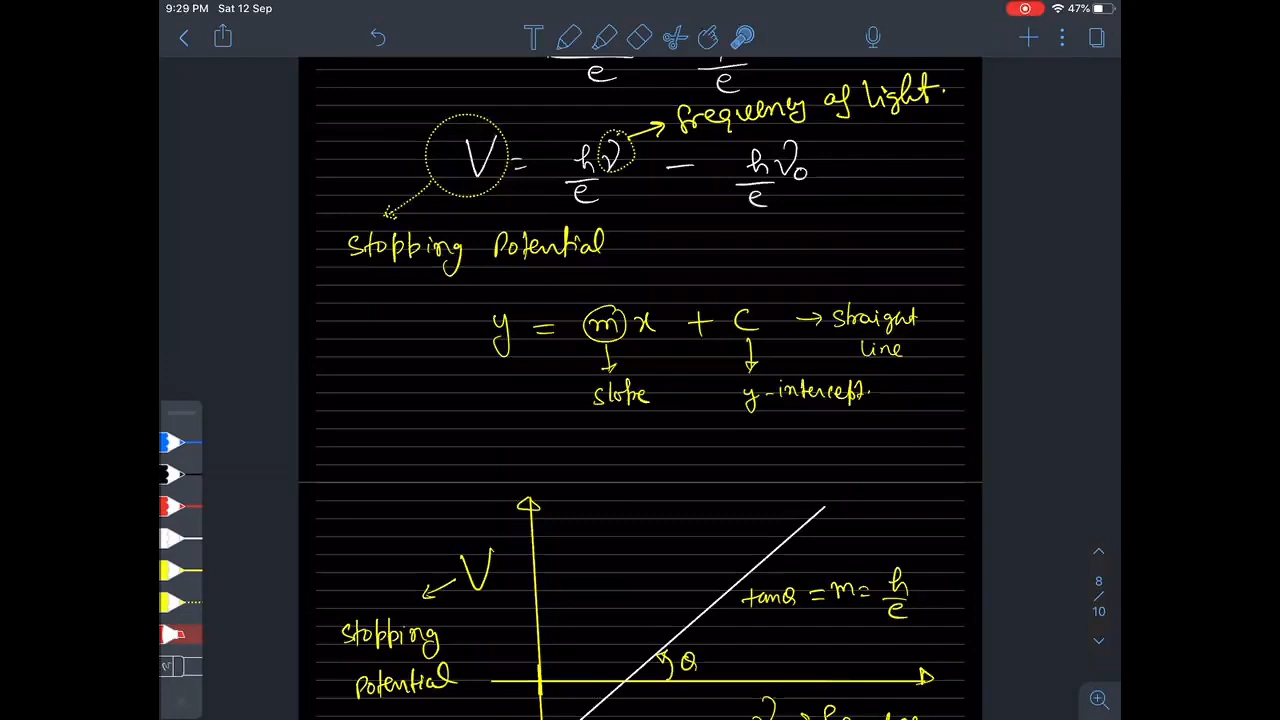 9:29 PM Sat 12 Sep
47%
T
e e
frequency of light.
V = hν/e - hν₀/e
Stopping Potential
y = mx + C → straight line
slope
y-intercept.
V
tanθ = m = h/e
Stopping
potential
θ
8
/
10